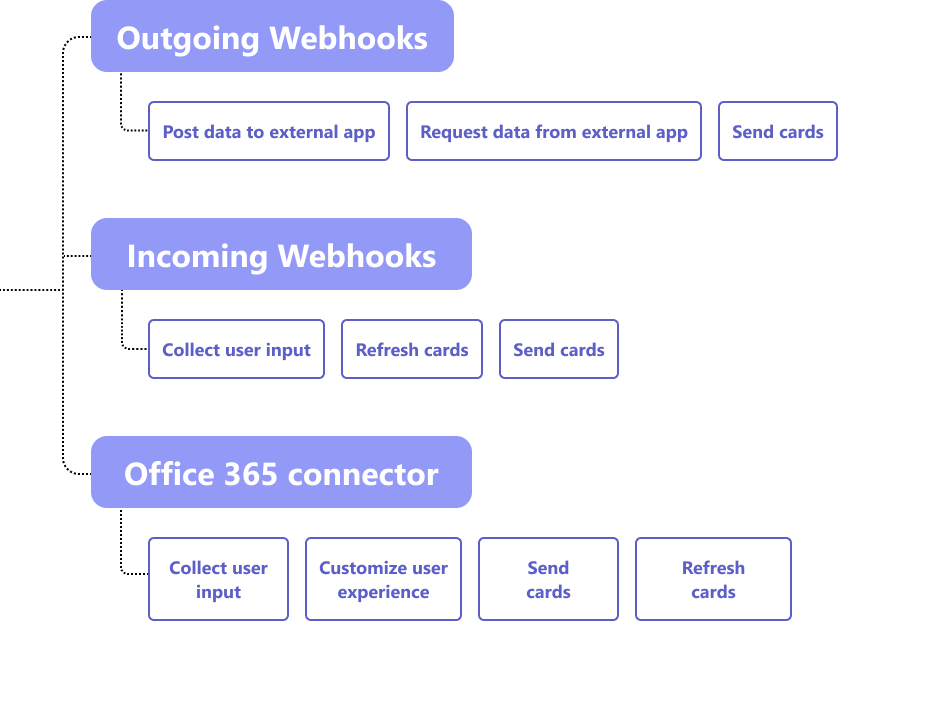 Outgoing Webhooks
Post data to external app
Request data from external app
Send cards
Incoming Webhooks
Collect user input
Refresh cards
Send cards
Office 365 connector
Collect user
input
Customize user
experience
Send
cards
Refresh
cards